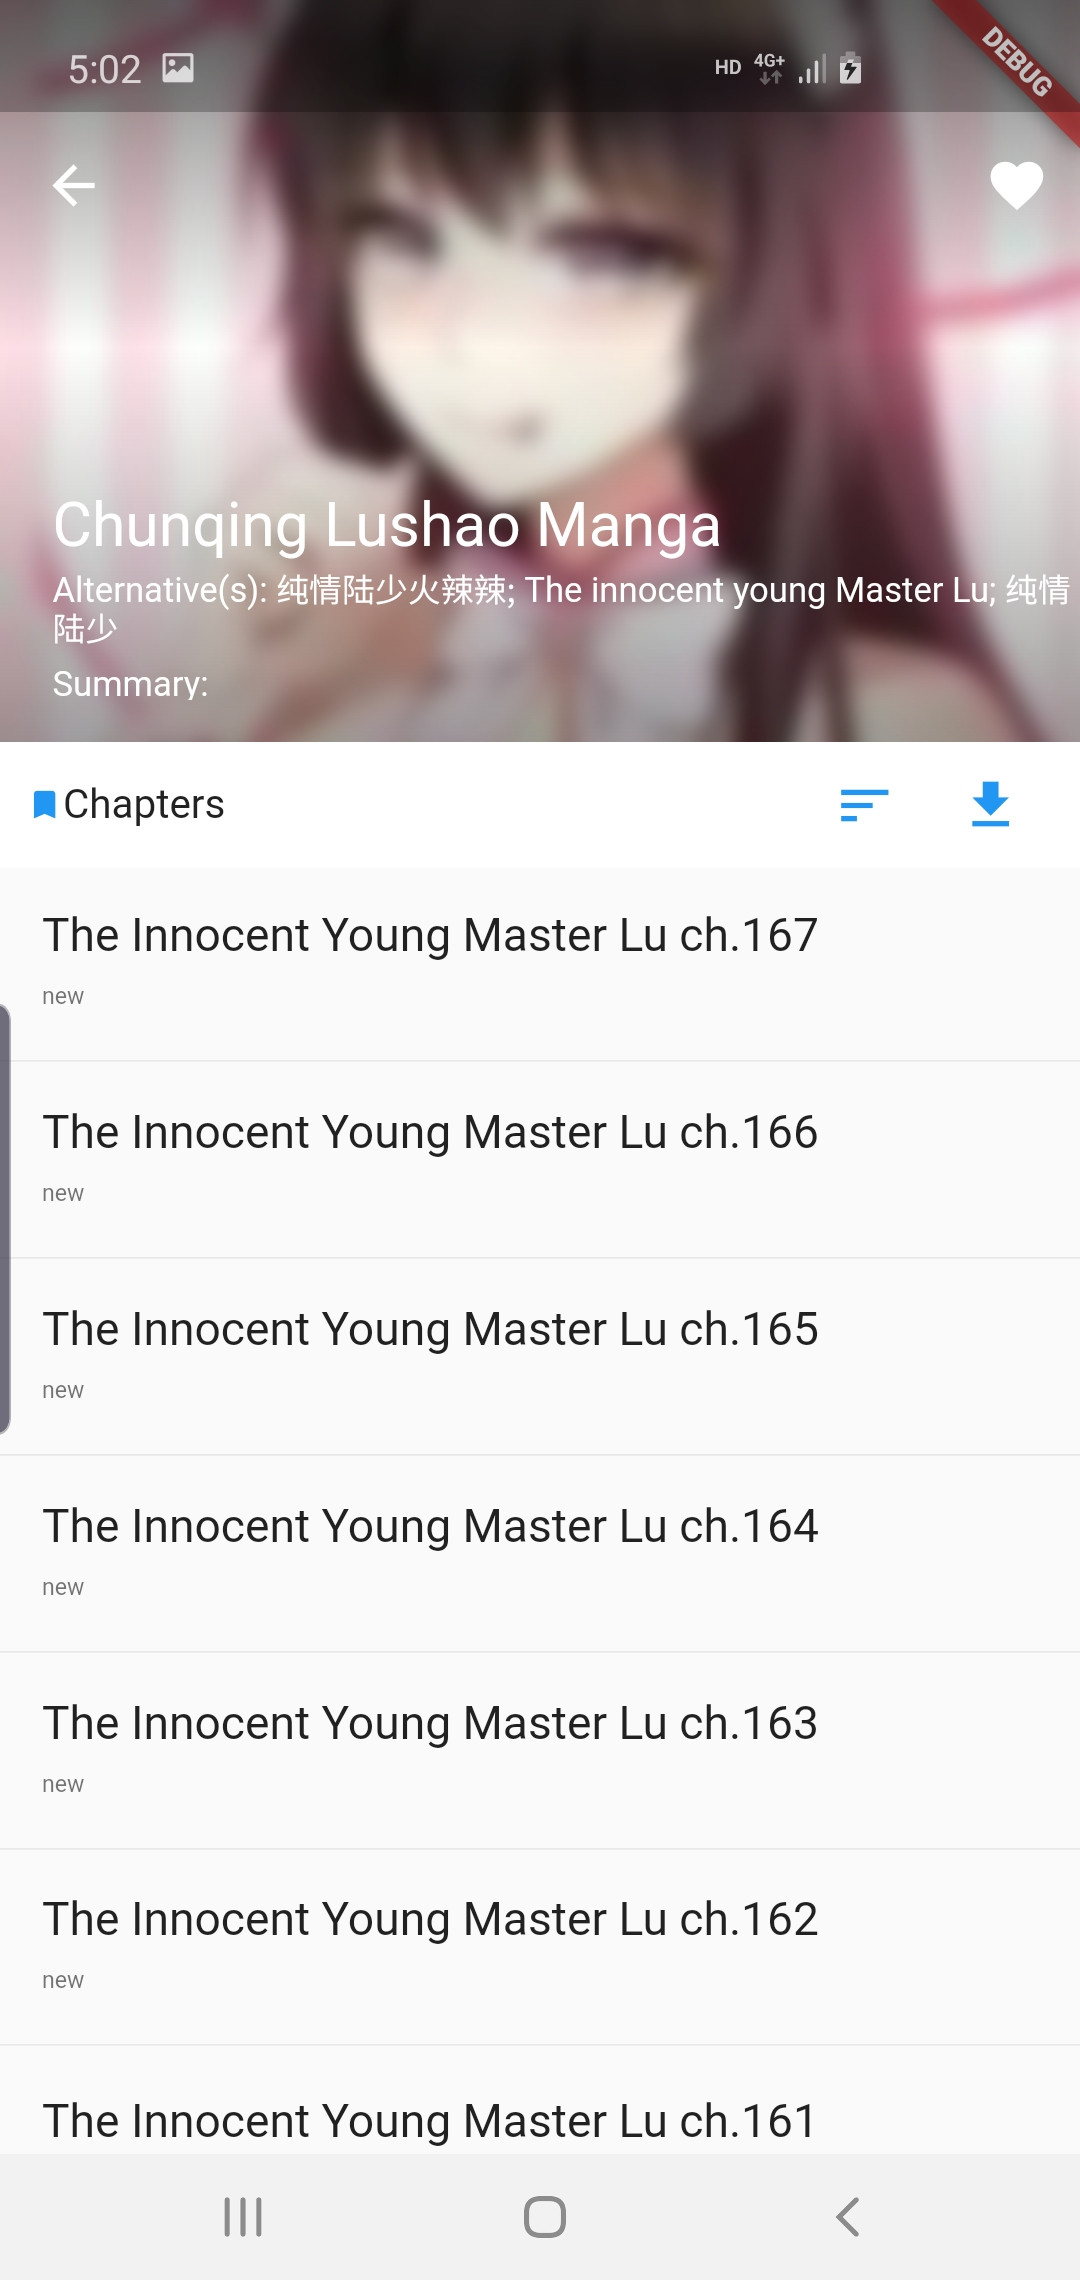 5:02
HD 4G+
DEBUG
Chunqing Lushao Manga
Alternative(s): 纯情陆少火辣辣; The innocent young Master Lu; 纯情
陆少
Summary:
Chapters
The Innocent Young Master Lu ch.167
new
The Innocent Young Master Lu ch.166
new
The Innocent Young Master Lu ch.165
new
The Innocent Young Master Lu ch.164
new
The Innocent Young Master Lu ch.163
new
The Innocent Young Master Lu ch.162
new
The Innocent Young Master Lu ch.161